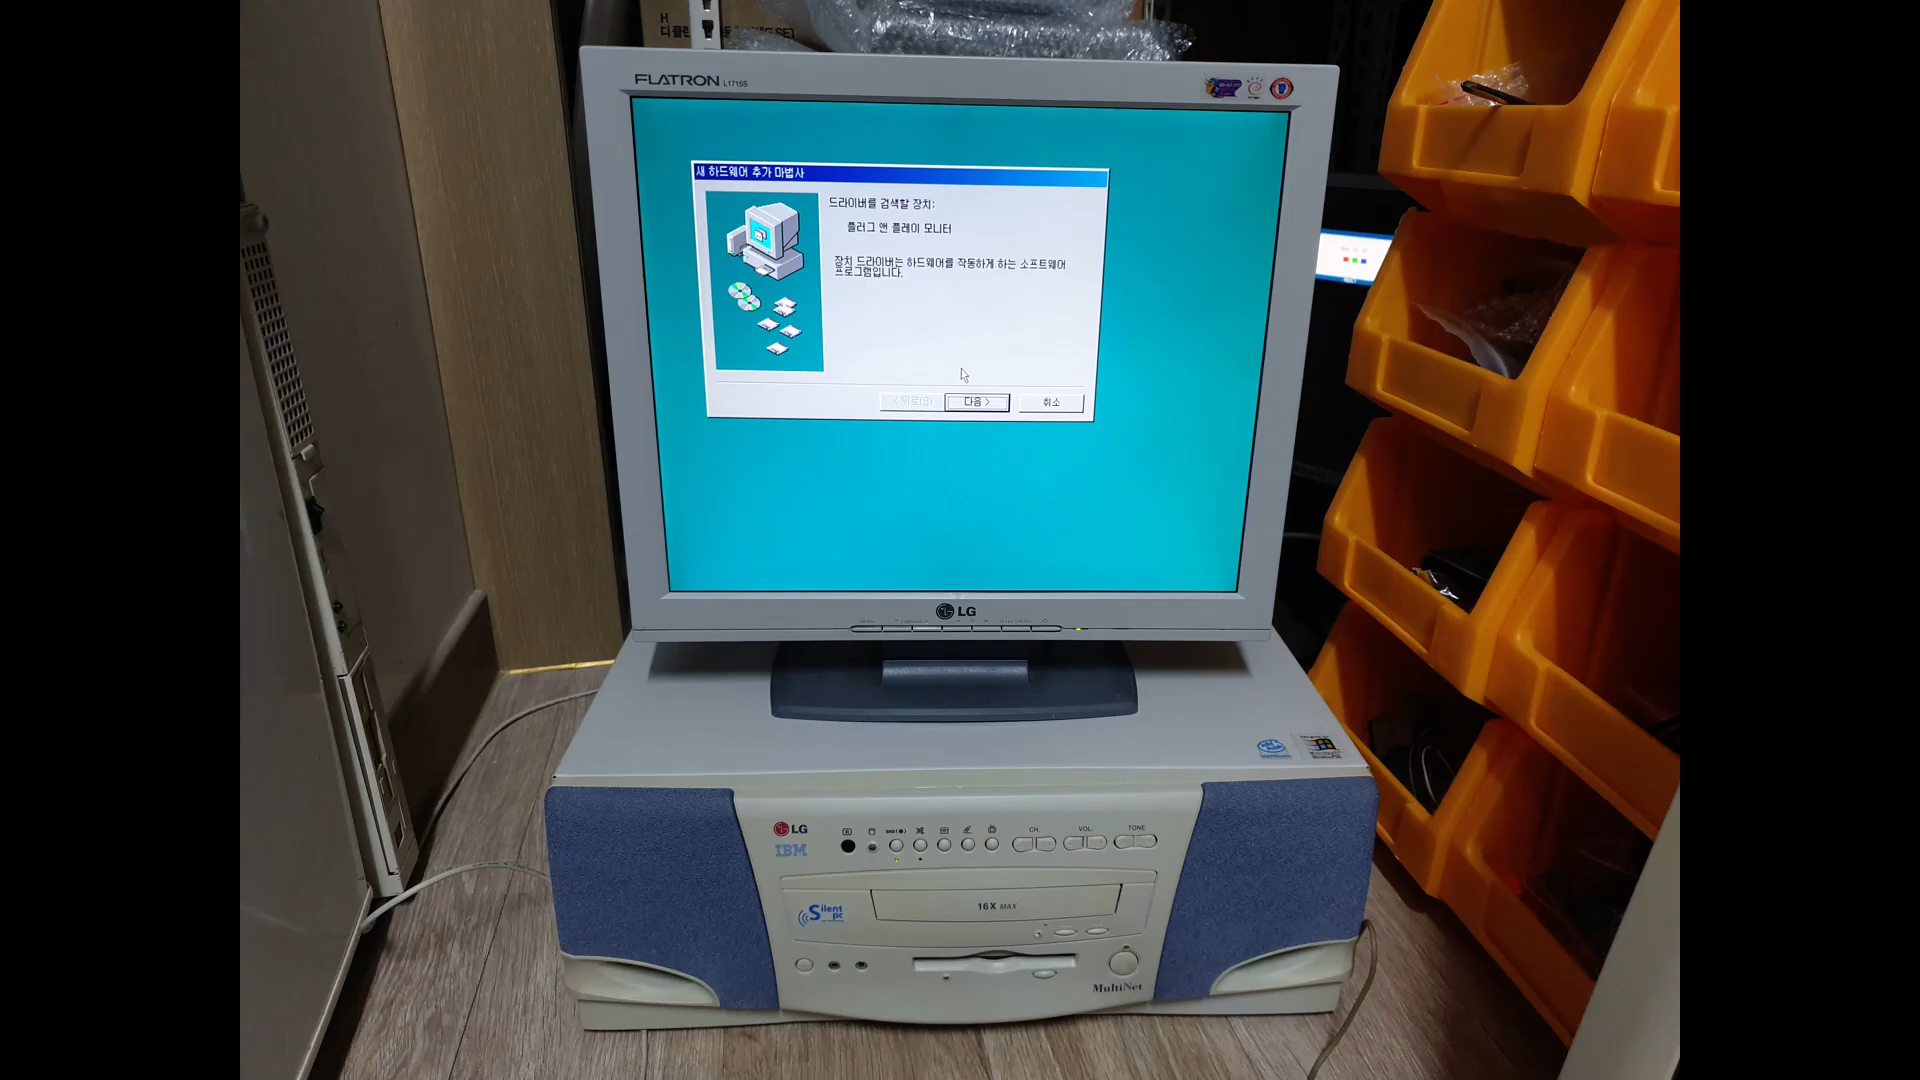 FLATRON L1715S
새 하드웨어 추가 마법사
드라이버를 검색할 장치:
플러그 앤 플레이 모니터
장치 드라이버는 하드웨어를 작동하게 하는 소프트웨어
프로그램입니다.
< 뒤로(B)
다음 >
취소
LG
LG
IBM
CH.
VOL.
TONE
Silent
pc
16X MAX
MultiNet